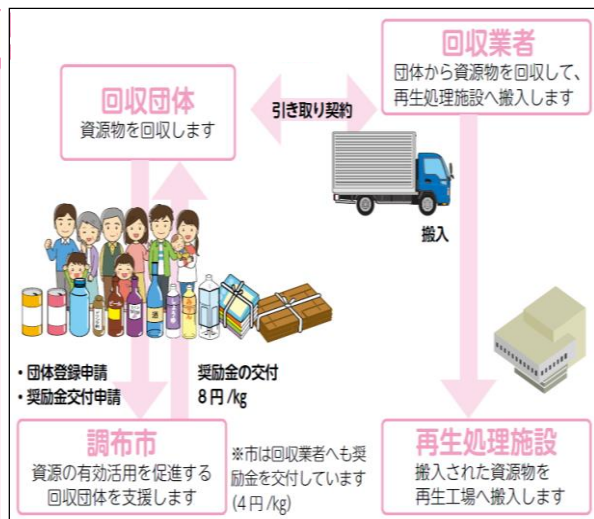 回収団体
資源物を回収します
引き取り契約
回収業者
団体から資源物を回収して、
再生処理施設へ搬入します
搬入
・団体登録申請
・奨励金交付申請
奨励金の交付
8円/kg
調布市
資源の有効活用を促進する
回収団体を支援します
※市は回収業者へも奨
励金を交付しています
(4円/kg)
再生処理施設
搬入された資源物を
再生工場へ搬入します